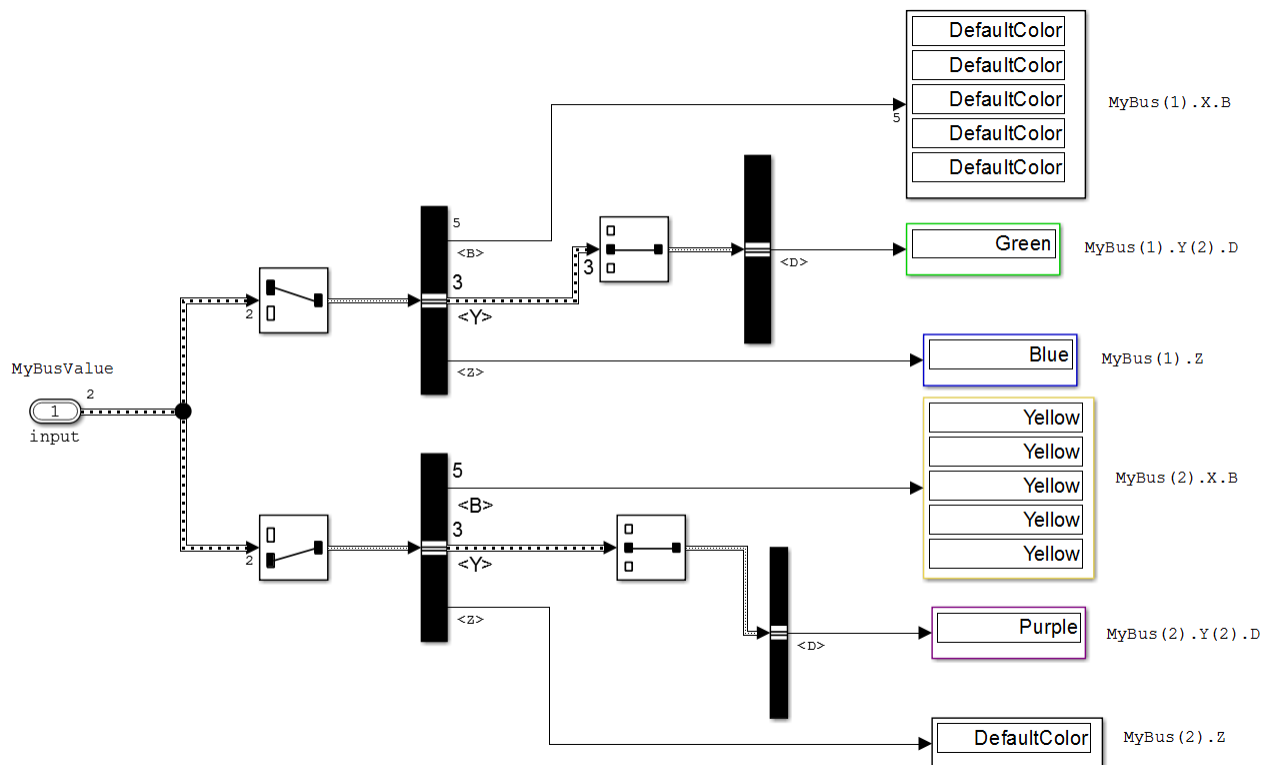 DefaultColor
DefaultColor
DefaultColor
DefaultColor
DefaultColor
5
MyBus(1).X.B
5
<B>
3
<Y>
3
<D>
Green
MyBus(1).Y(2).D
2
<Z>
Blue
MyBus(1).Z
MyBusValue
2
1
input
Yellow
Yellow
Yellow
Yellow
Yellow
MyBus(2).X.B
5
<B>
3
<Y>
2
<Z>
<D>
Purple
MyBus(2).Y(2).D
DefaultColor
MyBus(2).Z